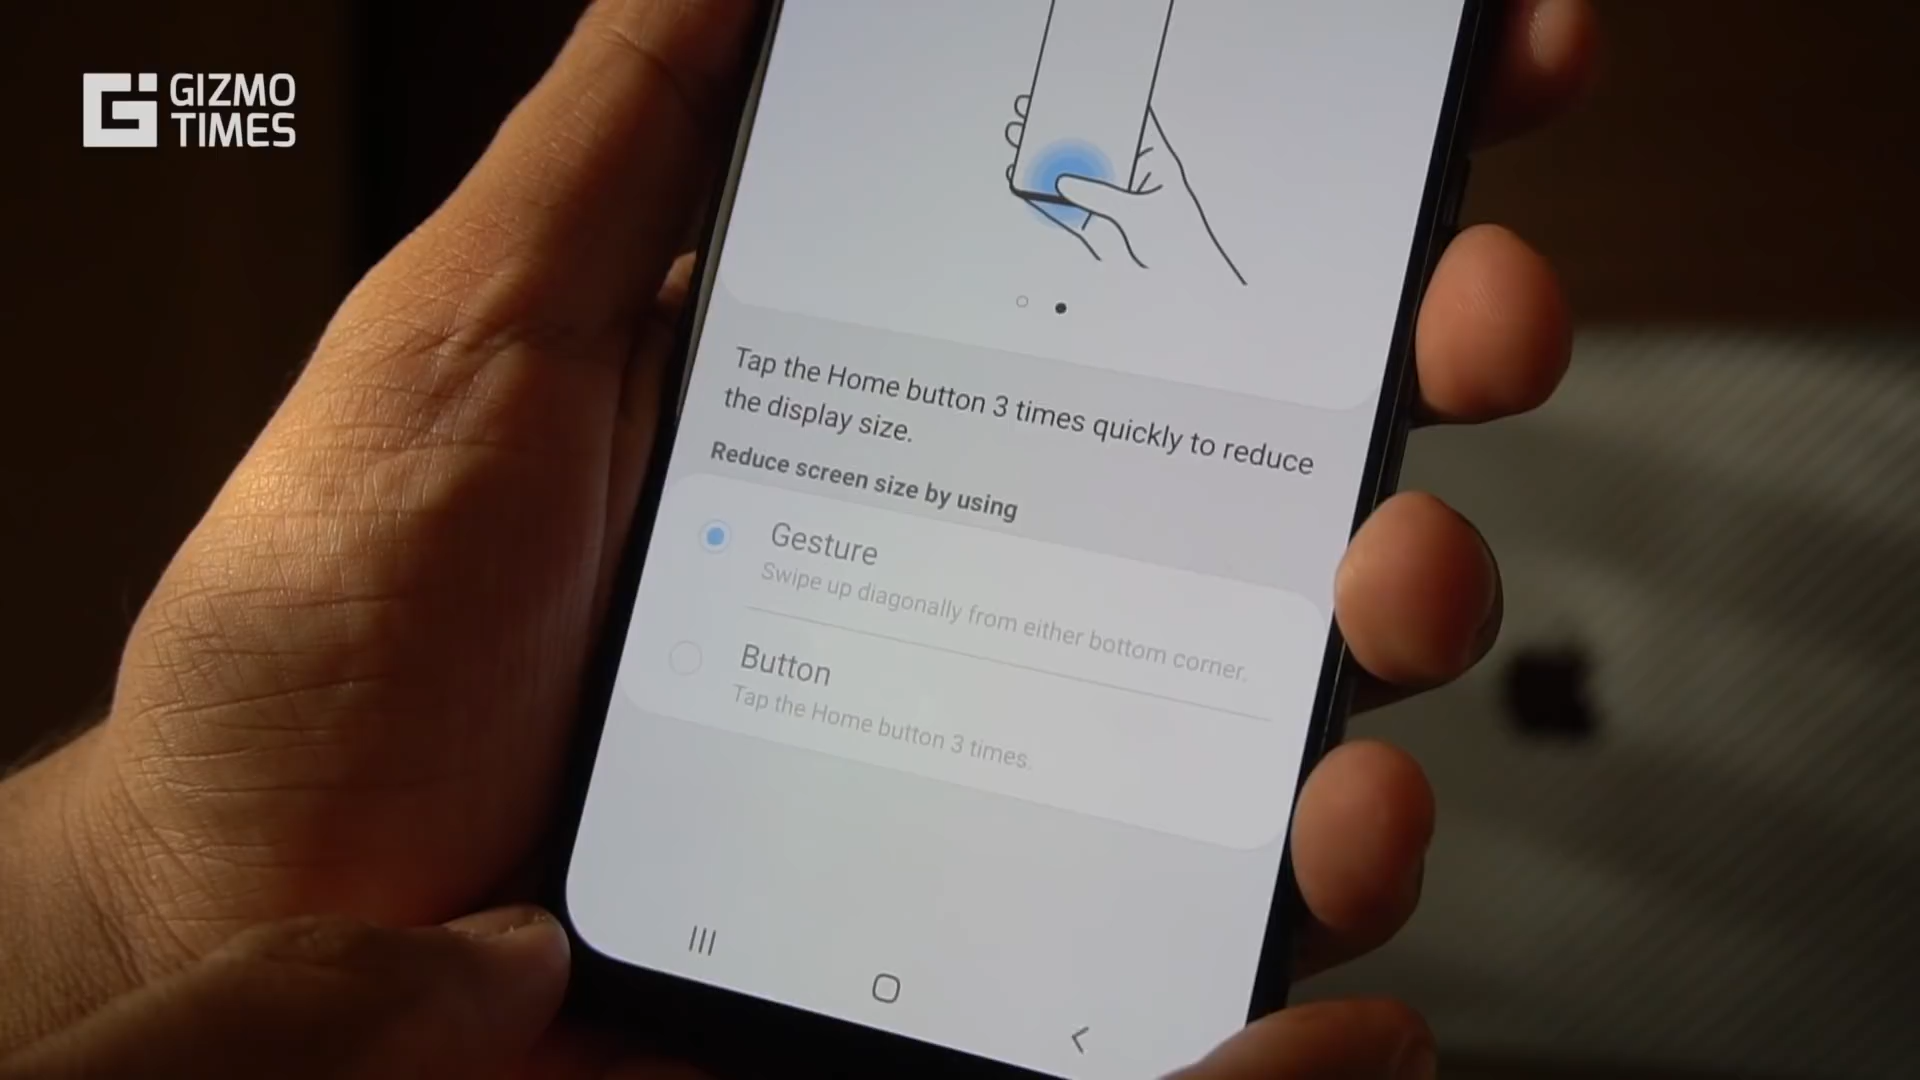 GIZMO
TIMES
Tap the Home button 3 times quickly to reduce
the display size.
Reduce screen size by using
Gesture
Swipe up diagonally from either bottom corner.
Button
Tap the Home button 3 times.